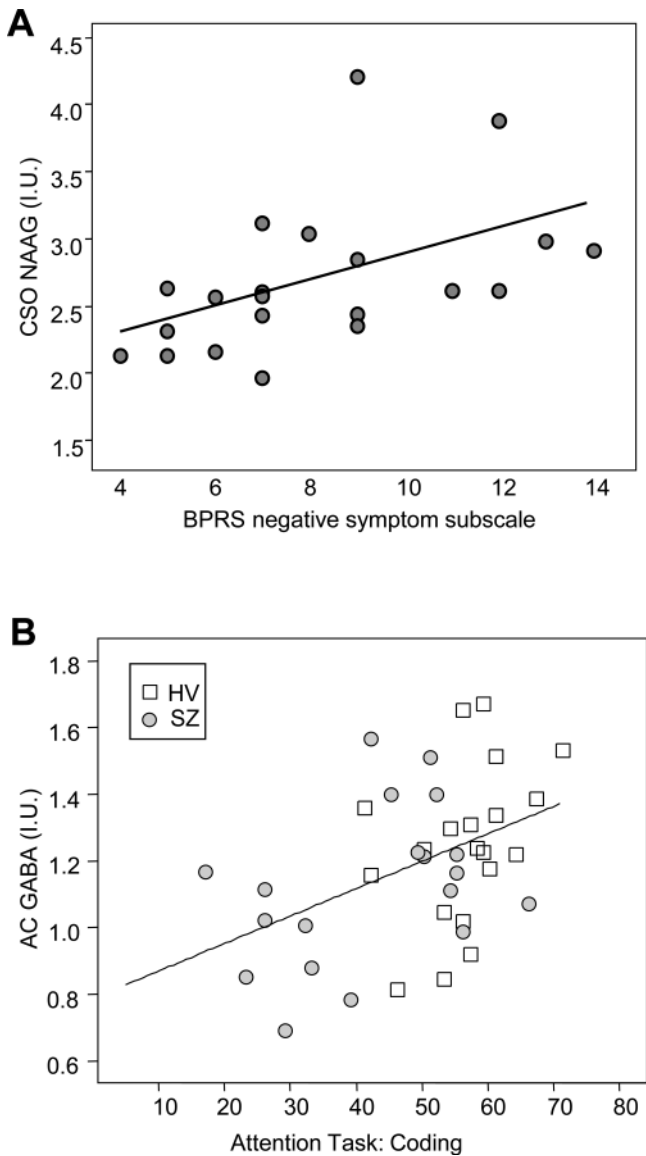 A
4.5
4.0
3.5
3.0
2.5
2.0
1.5
CSO NAAG (I.U.)
4 6 8 10 12 14
BPRS negative symptom subscale
B
1.8
1.6
1.4
1.2
1.0
0.8
0.6
AC GABA (I.U.)
HV
SZ
10 20 30 40 50 60 70 80
Attention Task: Coding